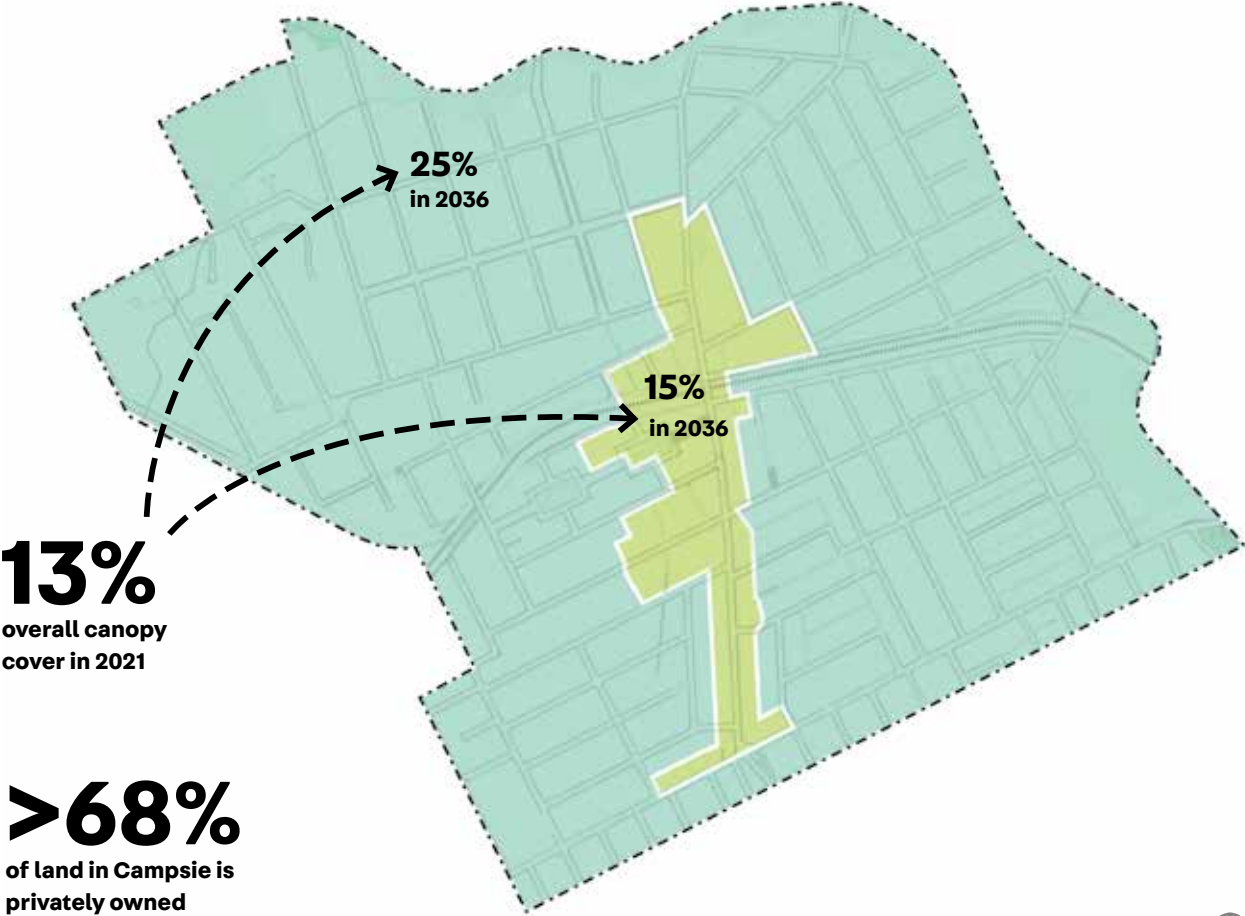 25%
in 2036
15%
in 2036
13%
overall canopy
cover in 2021
>68%
of land in Campsie is
privately owned